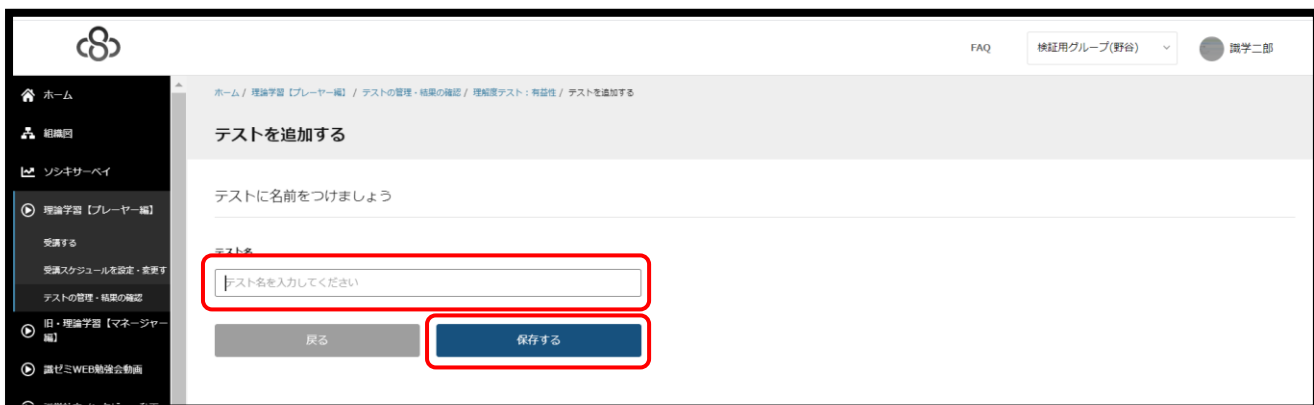 FAQ
検証用グループ(野谷)
識学二郎
ホーム
組織図
ソシキサーベイ
理論学習【プレーヤー編】
受講する
受講スケジュールを設定・変更す
テストの管理・結果の確認
旧・理論学習【マネージャー
編】
識ゼミWEB勉強会動画
ホーム / 理論学習【プレーヤー編】 / テストの管理・結果の確認 / 理解度テスト:有益性 / テストを追加する
テストを追加する
テストに名前をつけましょう
テスト名
テスト名を入力してください
戻る
保存する